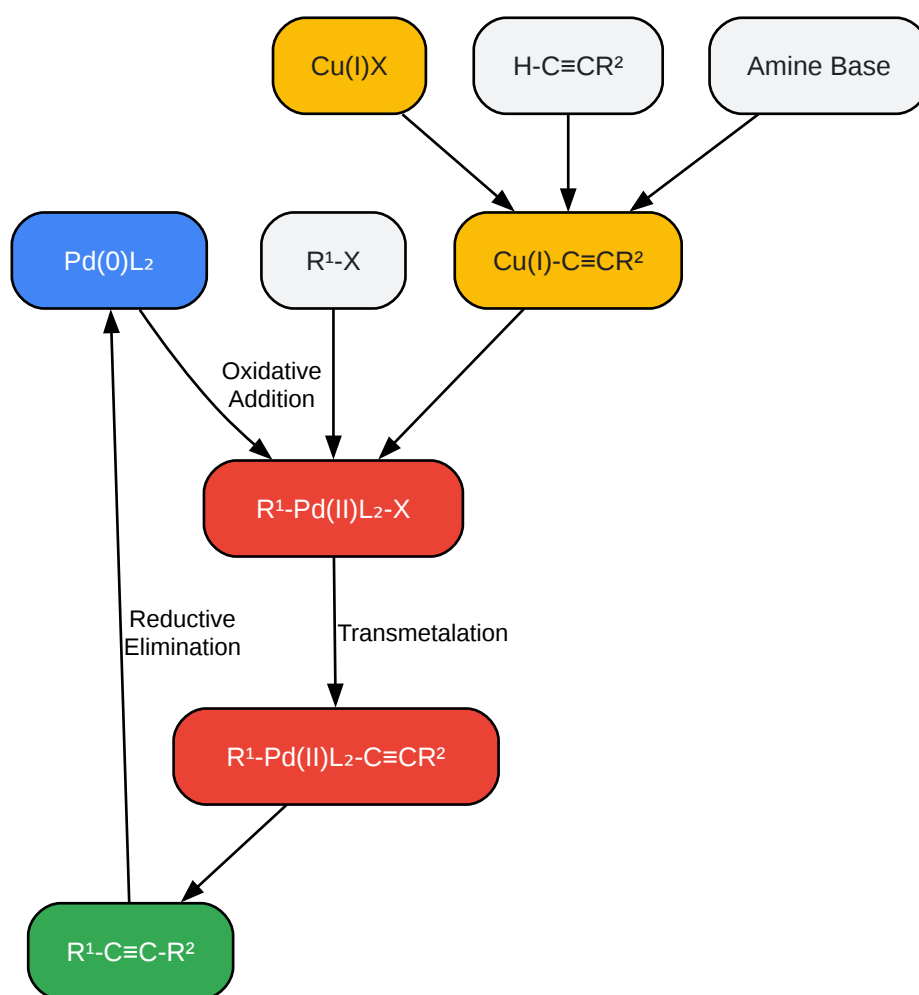 Cu(I)X
H-C≡CR²
Amine Base
Pd(0)L₂
R¹-X
Cu(I)-C≡CR²
Oxidative
Addition
R¹-Pd(II)L₂-X
Reductive
Elimination
Transmetalation
R¹-Pd(II)L₂-C≡CR²
R¹-C≡C-R²